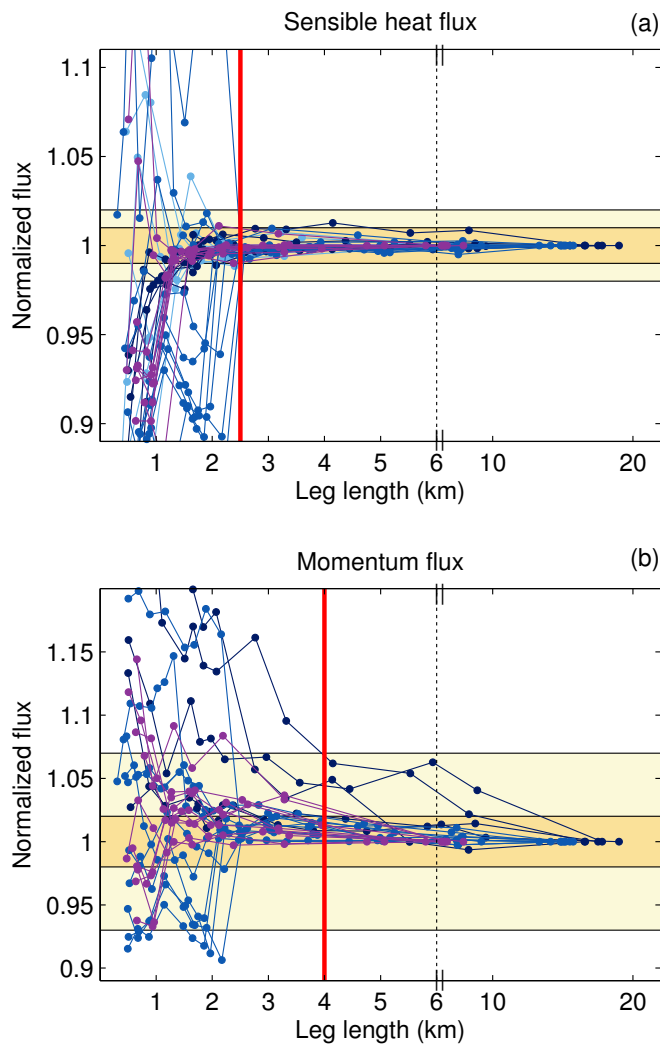 Sensible heat flux
(a)
1.1
1.05
1
0.95
0.9
Normalized flux
1 2 3 4 5 6 10 20
Leg length (km)
Momentum flux
(b)
1.15
1.1
1.05
1
0.95
0.9
Normalized flux
1 2 3 4 5 6 10 20
Leg length (km)